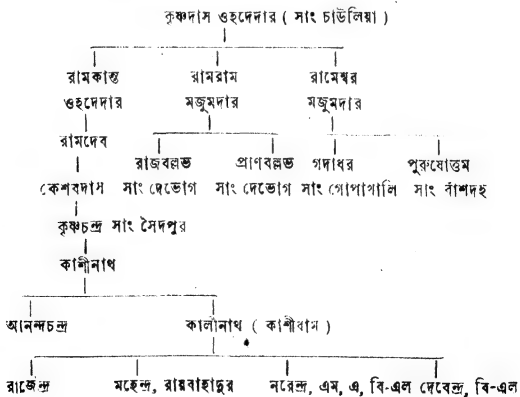 কৃষ্ণদাস ওহদেদার ( সাং চাউলিয়া )
রামকান্ত রামরাম রামেশ্বর
ওহদেদার মজুমদার মজুমদার
রামদেব
রাজবল্লভ প্রাণবল্লভ গদাধর পুরুষোত্তম
কেশবদাস সাং দেভোগ সাং দেভোগ সাং গোপাগালি সাং বাঁশদহ
কৃষ্ণচন্দ্র সাং সৈদপুর
কাশীনাথ
আনন্দচন্দ্র কালীনাথ ( কাশীবাস )
রাজেন্দ্র মহেন্দ্র, রায়বাহাদুর নরেন্দ্র, এম, এ, বি-এল দেবেন্দ্র, বি-এল